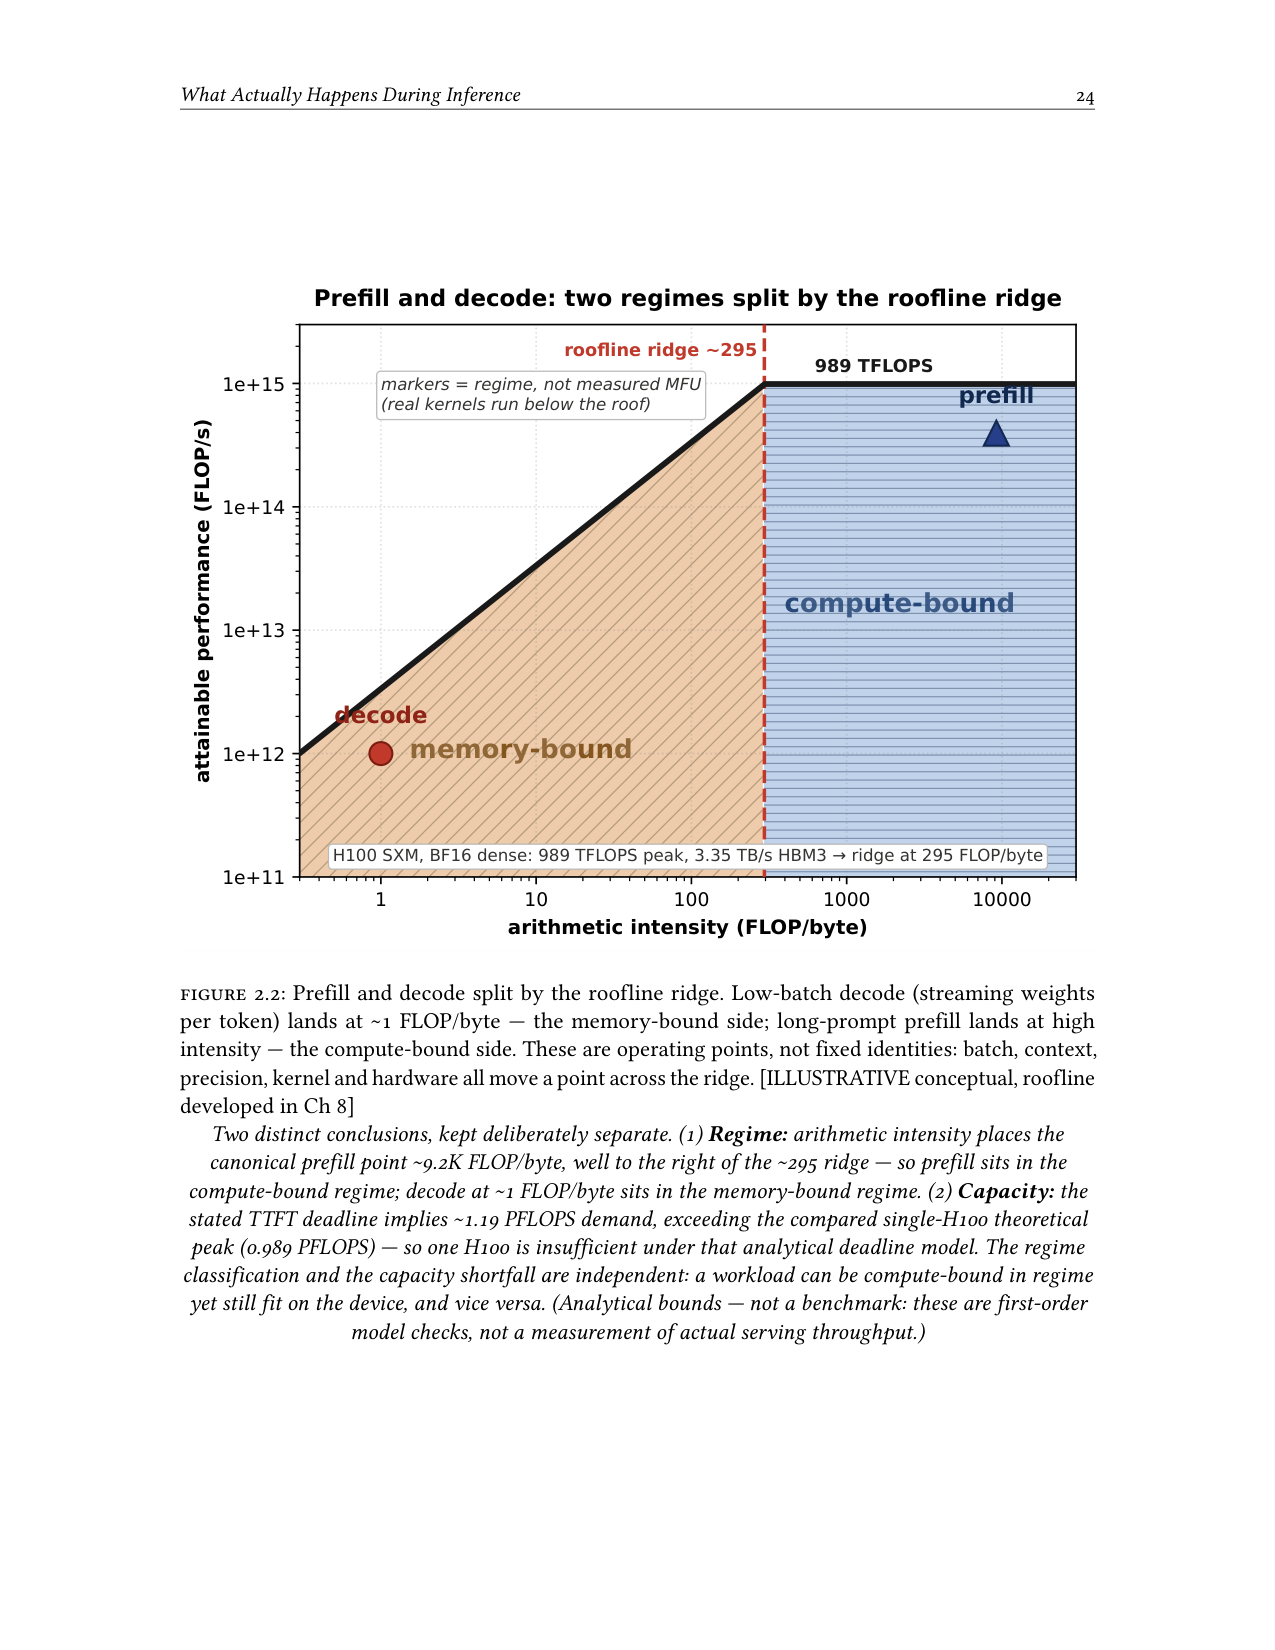 What Actually Happens During Inference 24
Prefill and decode: two regimes split by the roofline ridge
roofline ridge ~295
989 TFLOPS
markers = regime, not measured MFU
(real kernels run below the roof)
prefill
1e+15
1e+14
compute-bound
1e+13
decode
memory-bound
1e+12
H100 SXM, BF16 dense: 989 TFLOPS peak, 3.35 TB/s HBM3 → ridge at 295 FLOP/byte
1e+11
attainable performance (FLOP/s)
1 10 100 1000 10000
arithmetic intensity (FLOP/byte)
FIGURE 2.2: Prefill and decode split by the roofline ridge. Low-batch decode (streaming weights
per token) lands at ~1 FLOP/byte — the memory-bound side; long-prompt prefill lands at high
intensity — the compute-bound side. These are operating points, not fixed identities: batch, context,
precision, kernel and hardware all move a point across the ridge. [ILLUSTRATIVE conceptual, roofline
developed in Ch 8]
Two distinct conclusions, kept deliberately separate. (1) Regime: arithmetic intensity places the
canonical prefill point ~9.2K FLOP/byte, well to the right of the ~295 ridge — so prefill sits in the
compute-bound regime; decode at ~1 FLOP/byte sits in the memory-bound regime. (2) Capacity: the
stated TTFT deadline implies ~1.19 PFLOPS demand, exceeding the compared single-H100 theoretical
peak (0.989 PFLOPS) — so one H100 is insufficient under that analytical deadline model. The regime
classification and the capacity shortfall are independent: a workload can be compute-bound in regime
yet still fit on the device, and vice versa. (Analytical bounds — not a benchmark: these are first-order
model checks, not a measurement of actual serving throughput.)